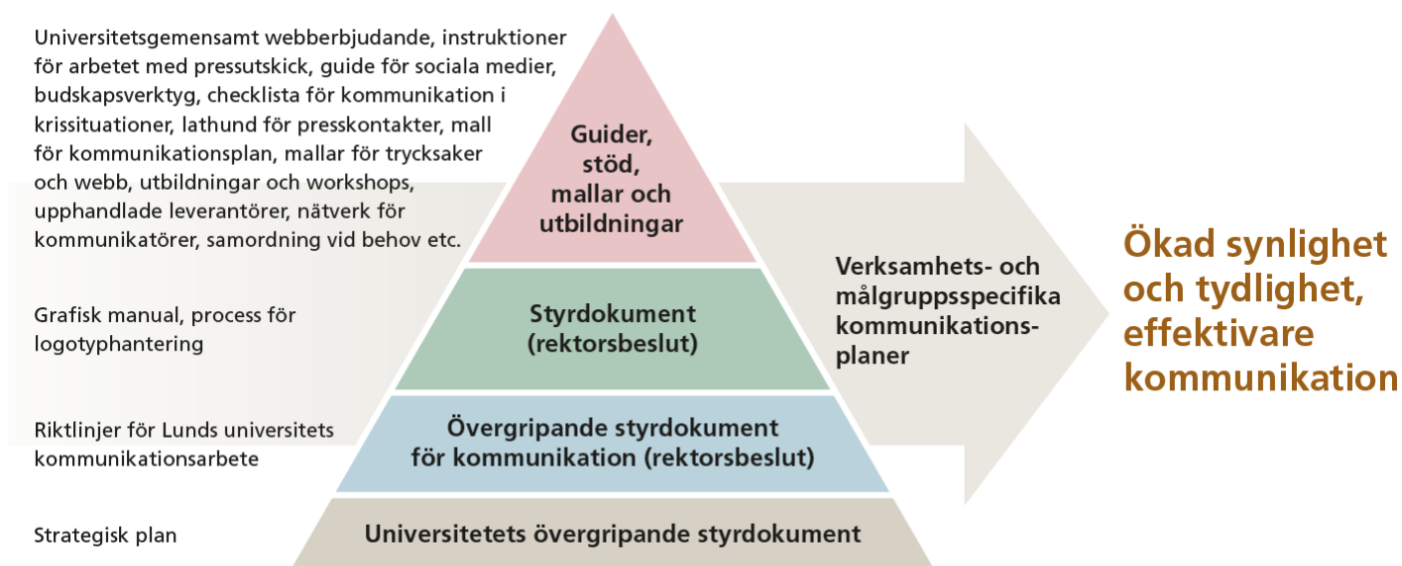 Universitetsgemensamt webberbjudande, instruktioner
för arbetet med pressutskick, guide för sociala medier,
budskapsverktyg, checklista för kommunikation i
krissituationer, lathund för presskontakter, mall
för kommunikationsplan, mallar för trycksaker
och webb, utbildningar och workshops,
upphandlade leverantörer, nätverk för
kommunikatörer, samordning vid behov etc.
Guider,
stöd,
mallar och
utbildningar
Grafisk manual, process för
logotyphantering
Styrdokument
(rektorsbeslut)
Riktlinjer för Lunds universitets
kommunikationsarbete
Övergripande styrdokument
för kommunikation (rektorsbeslut)
Strategisk plan
Universitetets övergripande styrdokument
Verksamhets- och
målgruppsspecifika
kommunikations-
planer
Ökad synlighet
och tydlighet,
effektivare
kommunikation